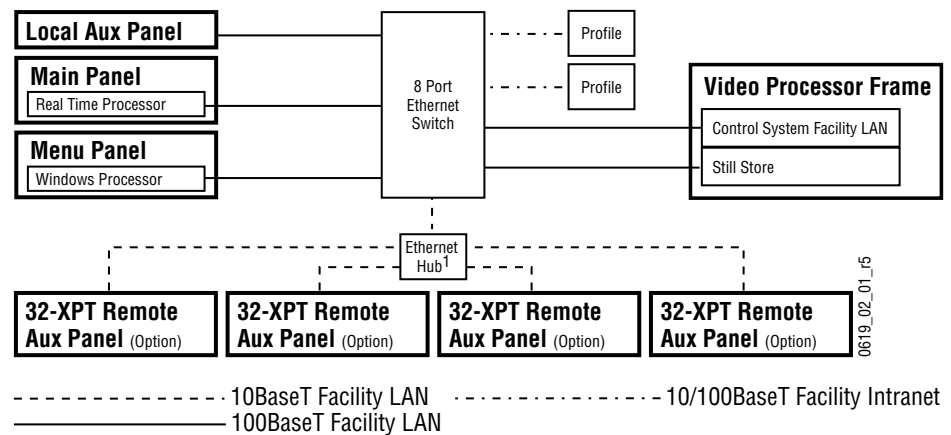 Local Aux Panel
Main Panel
Real Time Processor
Menu Panel
Windows Processor
8 Port
Ethernet
Switch
Profile
Profile
Video Processor Frame
Control System Facility LAN
Still Store
Ethernet
Hub1
32-XPT Remote
Aux Panel (Option)
32-XPT Remote
Aux Panel (Option)
32-XPT Remote
Aux Panel (Option)
32-XPT Remote
Aux Panel (Option)
0619_02_01_r5
10BaseT Facility LAN
10/100BaseT Facility Intranet
100BaseT Facility LAN